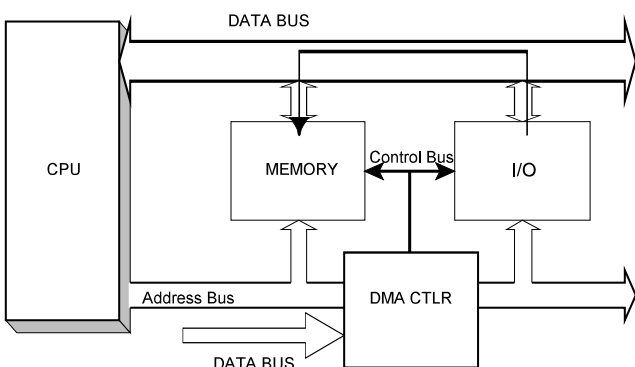 DATA BUS
CPU
MEMORY
Control Bus
I/O
Address Bus
DMA CTLR
DATA BUS